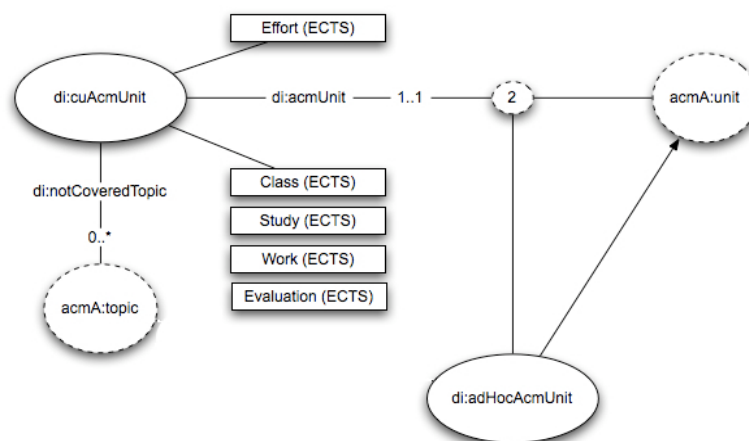 Effort (ECTS)
di:cuAcmUnit
di:acmUnit
1..1
2
acmA:unit
Class (ECTS)
di:notCoveredTopic
Study (ECTS)
0..*
Work (ECTS)
Evaluation (ECTS)
acmA:topic
di:adHocAcmUnit